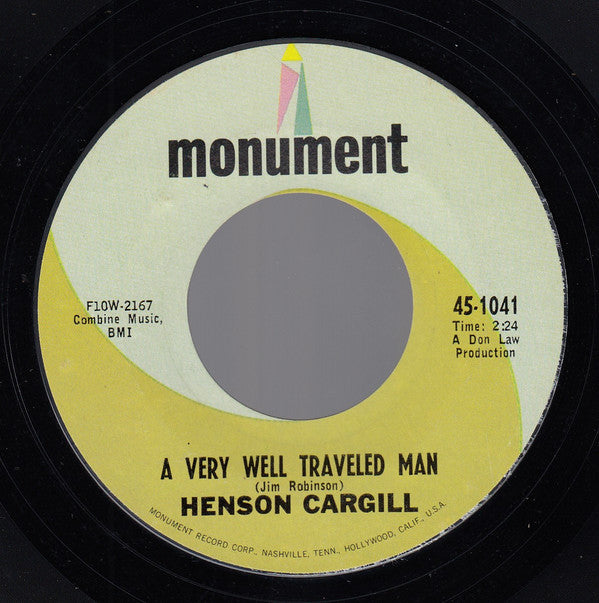 monument
F10W-2167
Combine Music,
BMI
45-1041
Time: 2:24
A Don Law
Production
A VERY WELL TRAVELED MAN
(Jim Robinson)
HENSON CARGILL
MONUMENT RECORD CORP., NASHVILLE, TENN., HOLLYWOOD, CALIF., U.S.A.